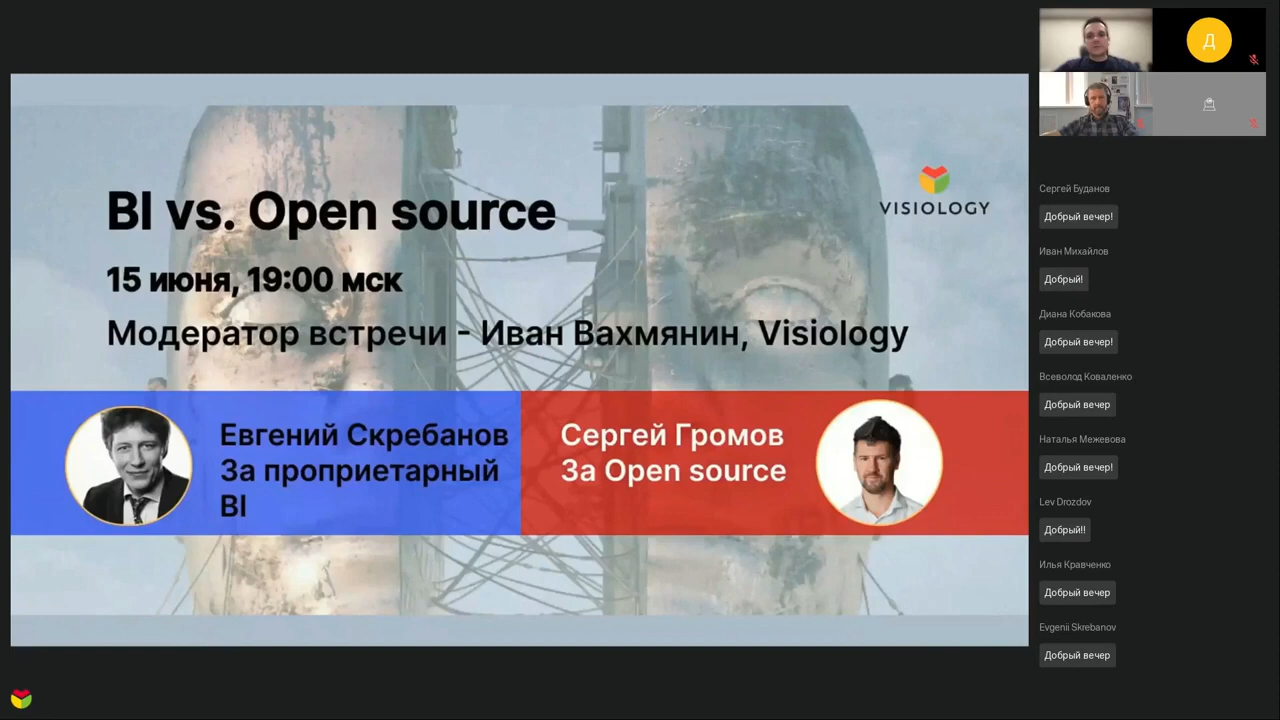 BI vs. Open source
15 июня, 19:00 мск
Модератор встречи - Иван Вахмянин, Visiology
VISIOLOGY
Евгений Скребанов
За проприетарный
BI
Сергей Громов
За Open source
Д
Сергей Буданов
Добрый вечер!
Иван Михайлов
Добрый!
Диана Кобакова
Добрый вечер!
Всеволод Коваленко
Добрый вечер
Наталья Межевова
Добрый вечер!
Lev Drozdov
Добрый!!
Илья Кравченко
Добрый вечер
Evgenii Skrebanov
Добрый вечер